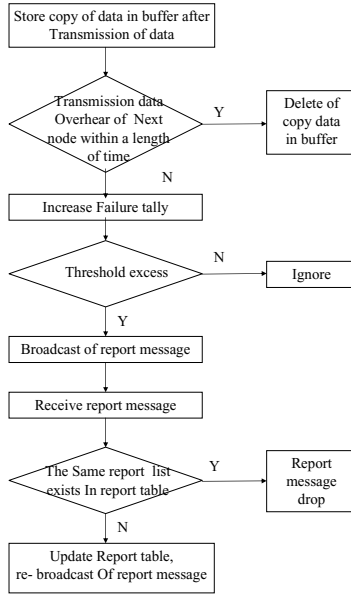 Store copy of data in buffer after
Transmission of data
Transmission data
Overhear of Next
node within a length
of time
Y
Delete of
copy data
in buffer
N
Increase Failure tally
Threshold excess
N
Ignore
Y
Broadcast of report message
Receive report message
The Same report list
exists In report table
Y
Report
message
drop
N
Update Report table,
re- broadcast Of report message